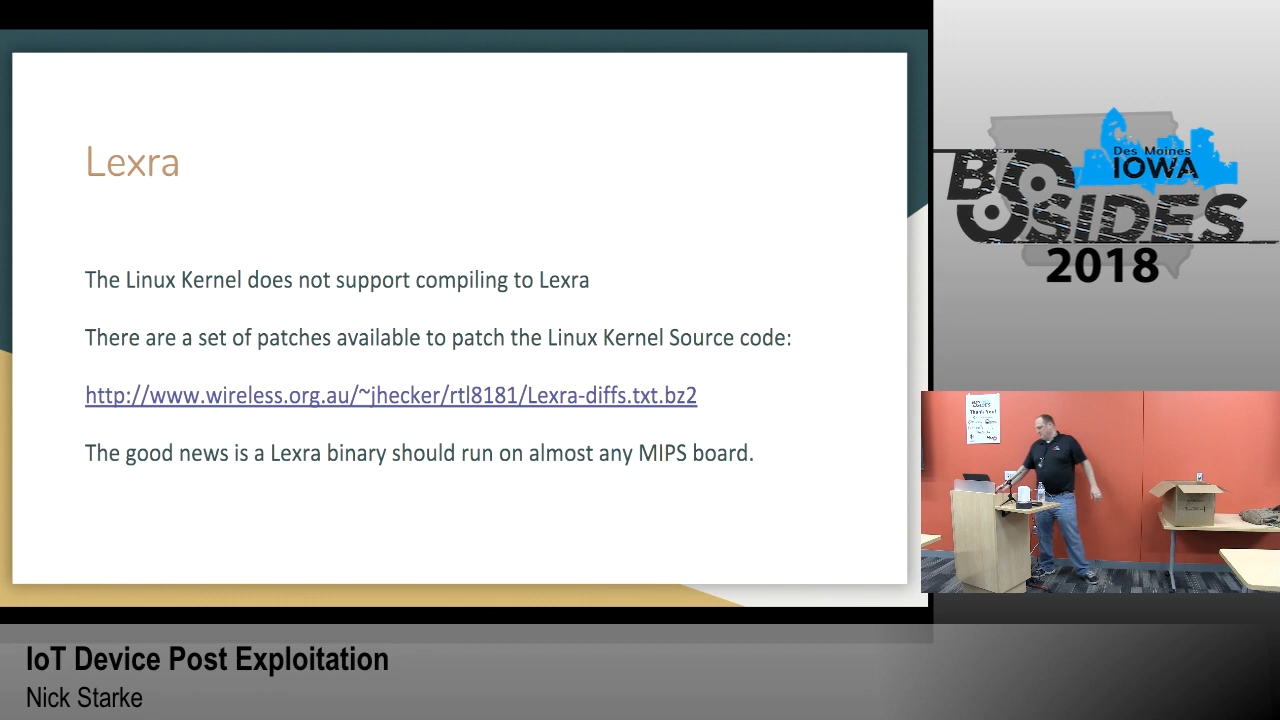 Lexra
The Linux Kernel does not support compiling to Lexra
There are a set of patches available to patch the Linux Kernel Source code:
http://www.wireless.org.au/~jhecker/rtl8181/Lexra-diffs.txt.bz2
The good news is a Lexra binary should run on almost any MIPS board.
Des Moines
IOWA
BSIDES
2018
Thank You!
IoT Device Post Exploitation
Nick Starke